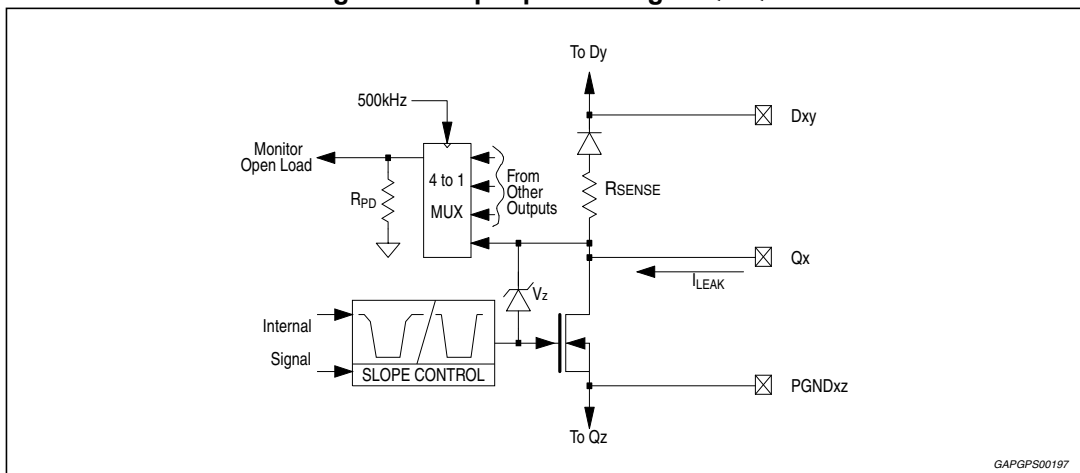 To Dy
500kHz
Dxy
Monitor
Open Load
4 to 1
MUX
From
Other
Outputs
RSENSE
RPD
Qx
ILEAK
Vz
Internal
Signal
SLOPE CONTROL
PGNDxz
To Qz
GAPGPS00197